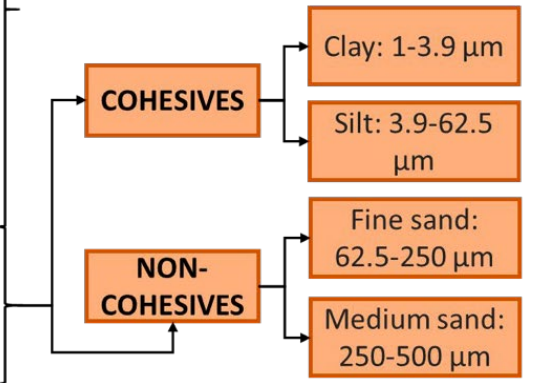 COHESIVES
Clay: 1-3.9 μm
Silt: 3.9-62.5
μm
NON-
COHESIVES
Fine sand:
62.5-250 μm
Medium sand:
250-500 μm